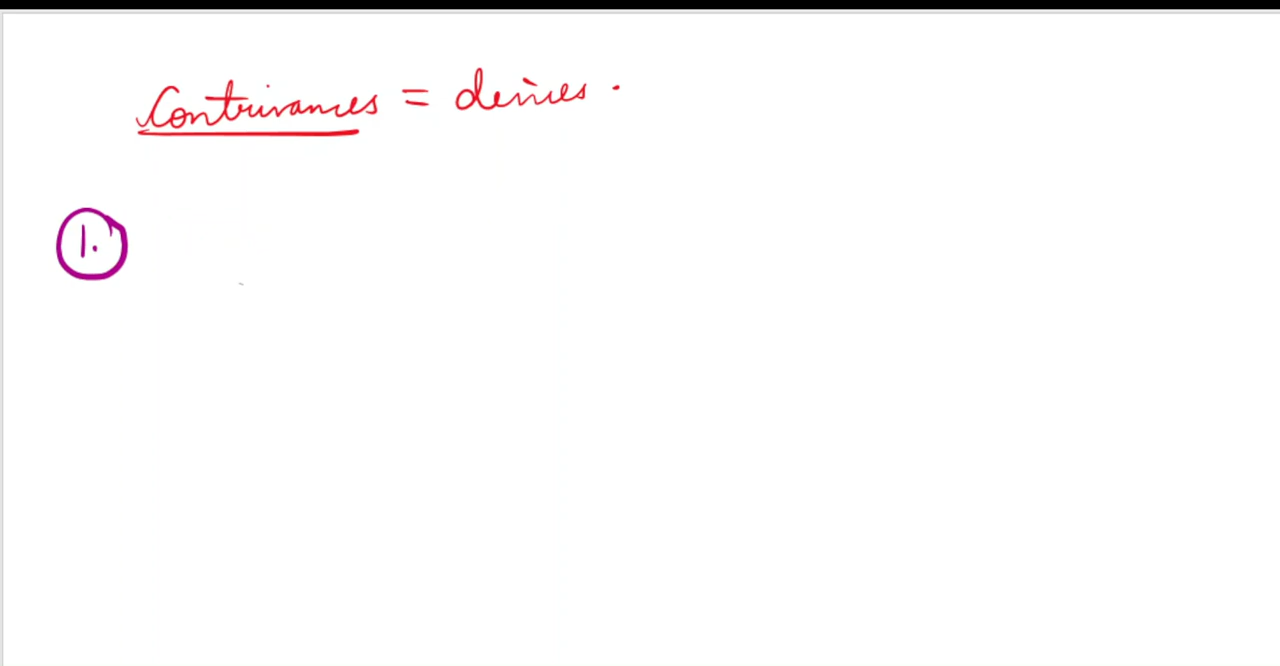 Contrivances = devices .
1.